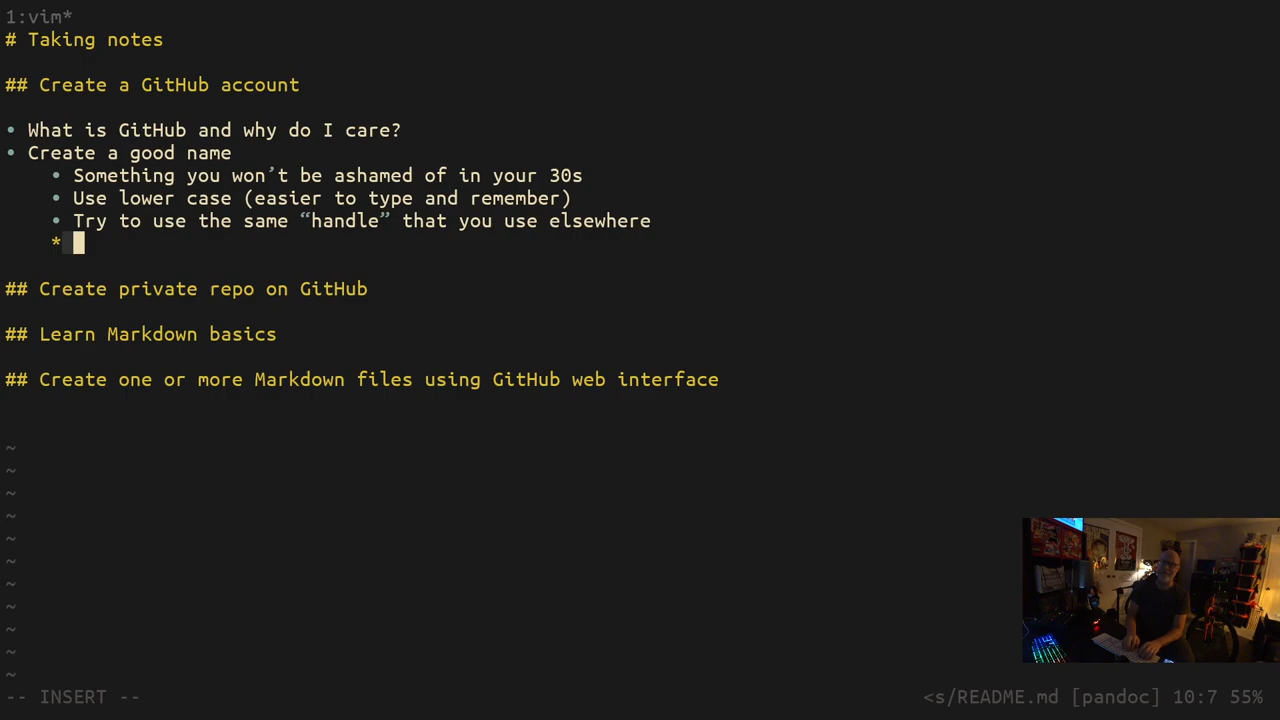 1:vim*
# Taking notes
## Create a GitHub account
• What is GitHub and why do I care?
• Create a good name
• Something you won’t be ashamed of in your 30s
• Use lower case (easier to type and remember)
• Try to use the same “handle” that you use elsewhere
*
## Create private repo on GitHub
## Learn Markdown basics
## Create one or more Markdown files using GitHub web interface
~
~
~
~
~
~
~
~
~
~
~
-- INSERT -- <s/README.md [pandoc] 10:7 55%